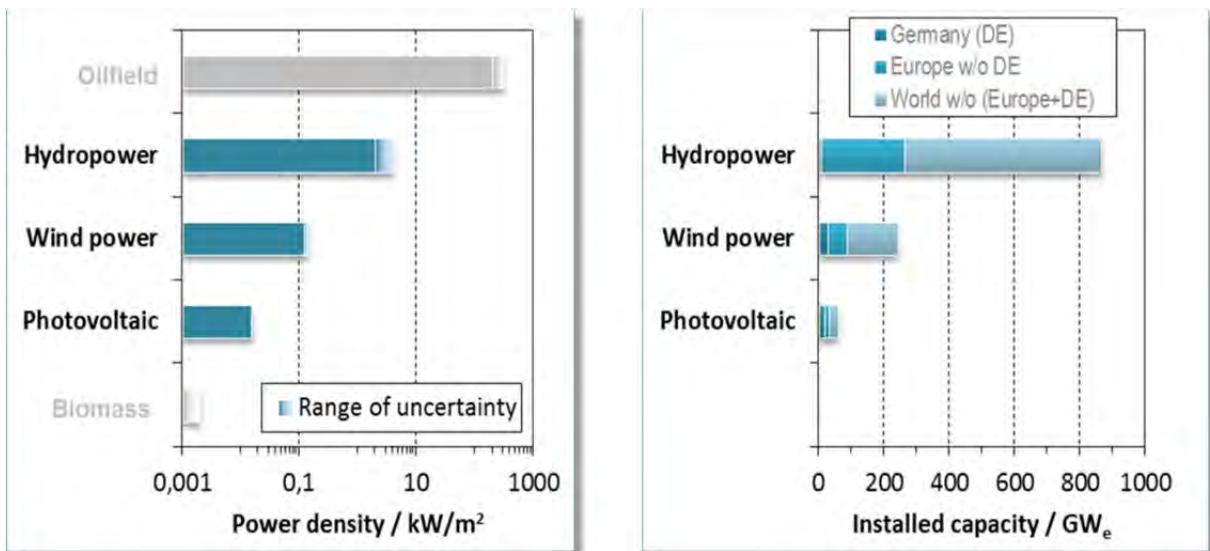 Oilfield
Hydropower
Wind power
Photovoltaic
Biomass
Range of uncertainty
0,001 0,1 10 1000
Power density / kW/m²
Germany (DE)
Europe w/o DE
World w/o (Europe+DE)
Hydropower
Wind power
Photovoltaic
0 200 400 600 800 1000
Installed capacity / GWₑ